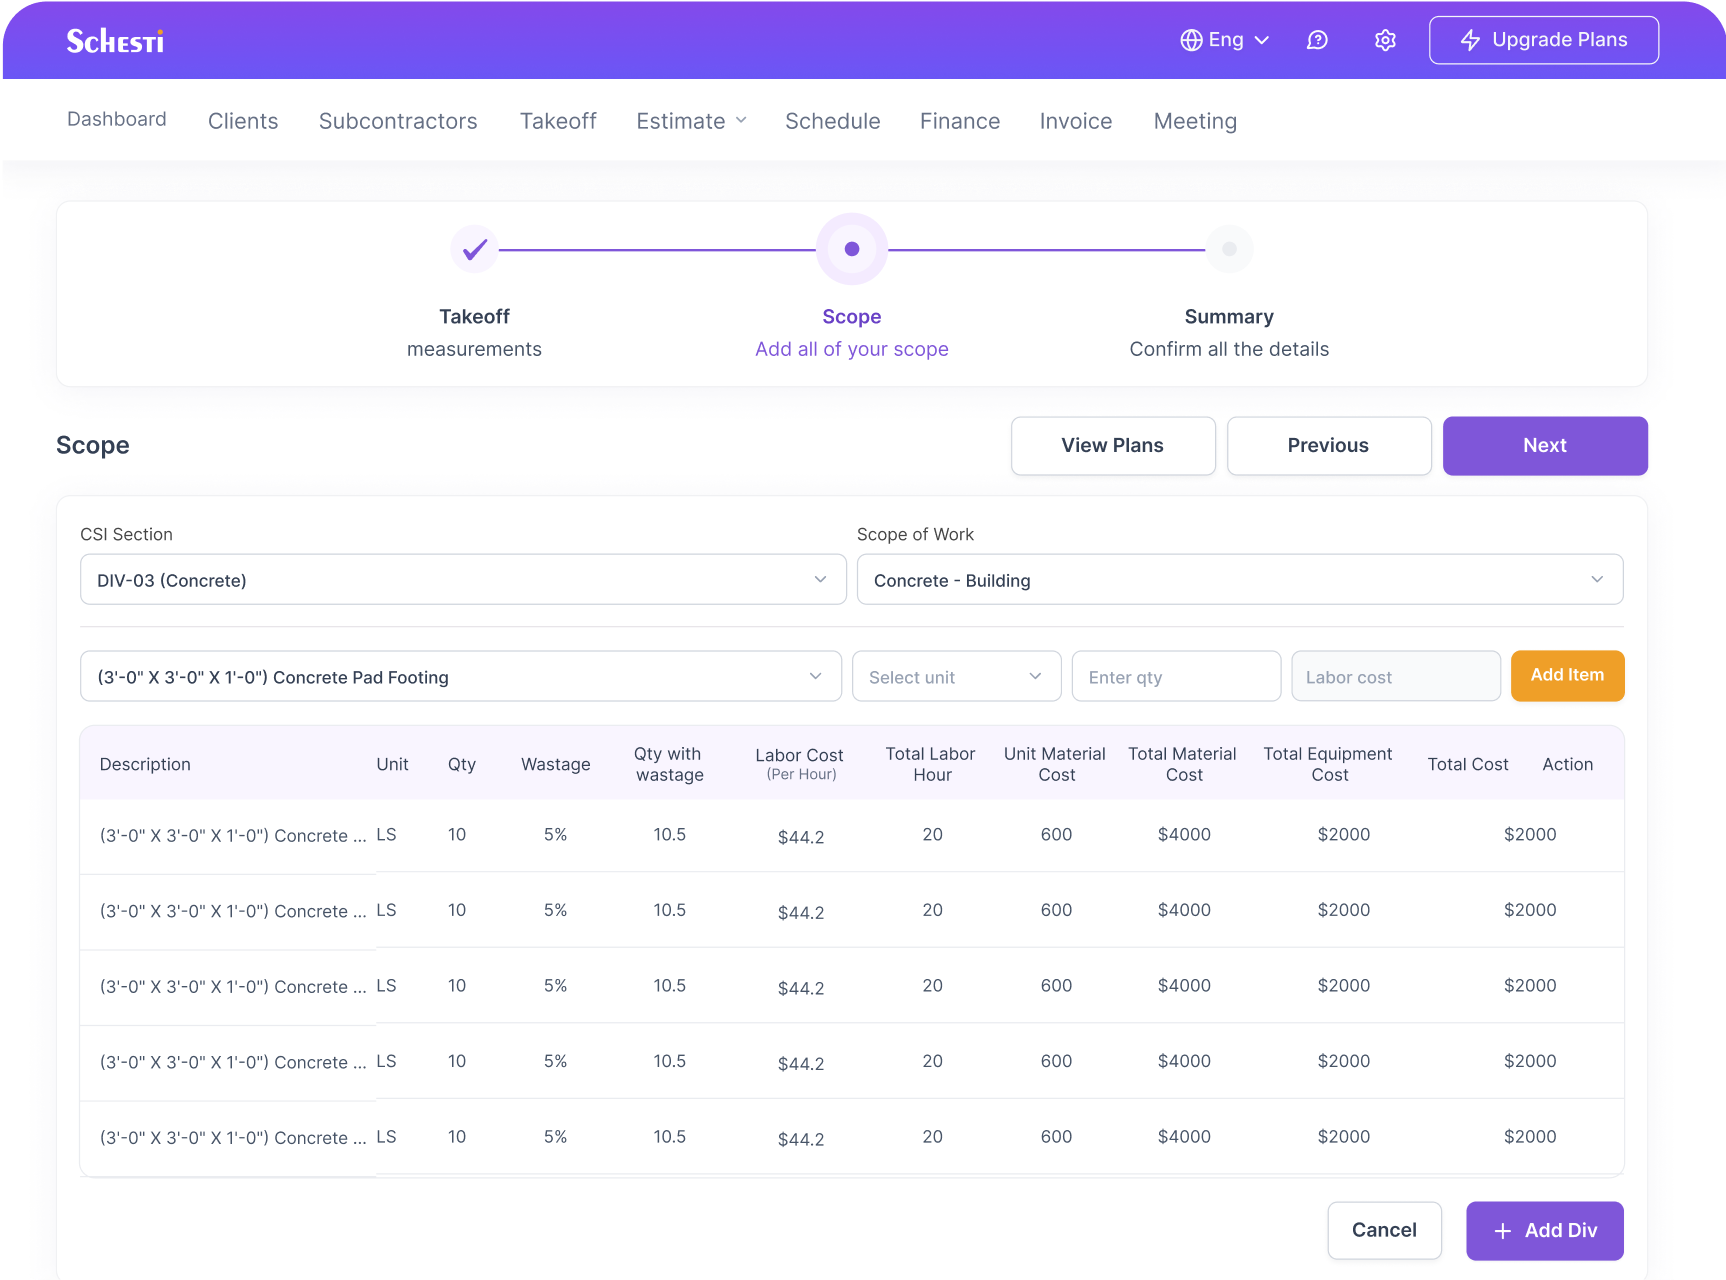 Schesti
Eng
Upgrade Plans
Dashboard Clients Subcontractors Takeoff Estimate Schedule Finance Invoice Meeting
Takeoff
measurements
Scope
Add all of your scope
Summary
Confirm all the details
Scope
View Plans Previous Next
CSI Section
DIV-03 (Concrete)
Scope of Work
Concrete - Building
(3'-0" X 3'-0" X 1'-0") Concrete Pad Footing Select unit Enter qty Labor cost Add Item
Description Unit Qty Wastage Qty with wastage Labor Cost (Per Hour) Total Labor Hour Unit Material Cost Total Material Cost Total Equipment Cost Total Cost Action
(3'-0" X 3'-0" X 1'-0") Concrete ... LS 10 5% 10.5 $44.2 20 600 $4000 $2000 $2000
(3'-0" X 3'-0" X 1'-0") Concrete ... LS 10 5% 10.5 $44.2 20 600 $4000 $2000 $2000
(3'-0" X 3'-0" X 1'-0") Concrete ... LS 10 5% 10.5 $44.2 20 600 $4000 $2000 $2000
(3'-0" X 3'-0" X 1'-0") Concrete ... LS 10 5% 10.5 $44.2 20 600 $4000 $2000 $2000
(3'-0" X 3'-0" X 1'-0") Concrete ... LS 10 5% 10.5 $44.2 20 600 $4000 $2000 $2000
Cancel + Add Div